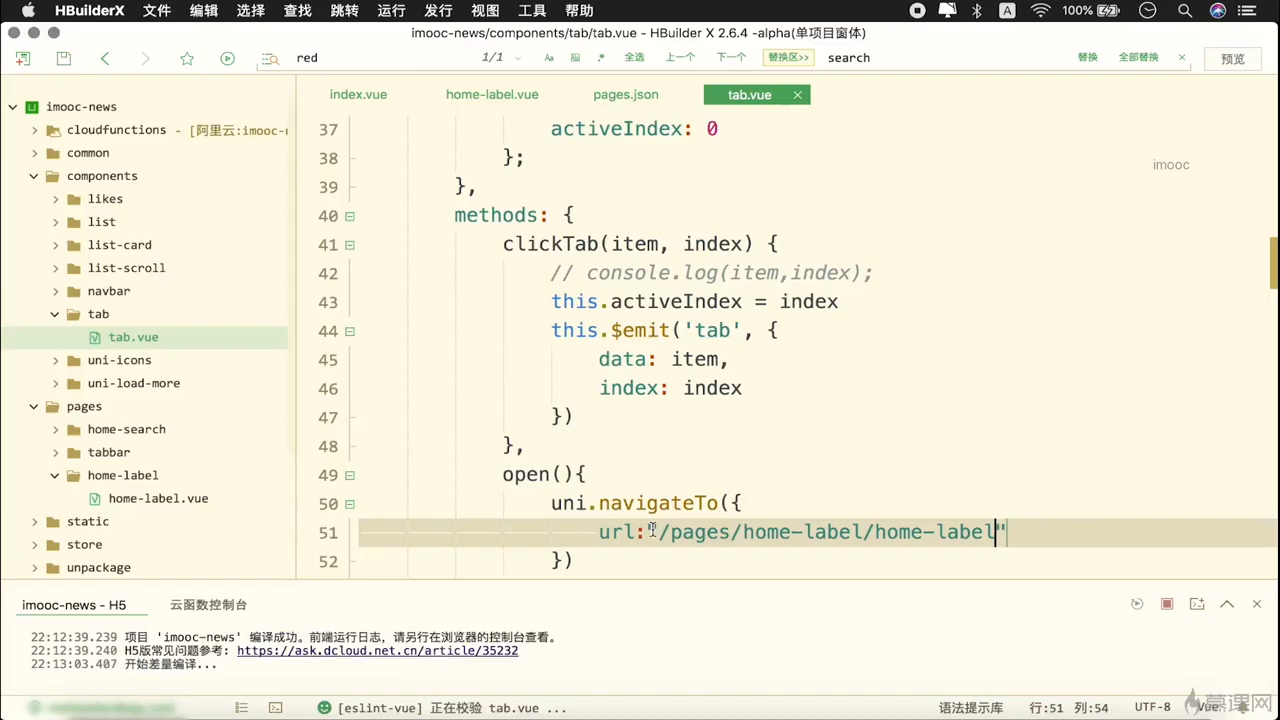 HBuilderX 文件 编辑 选择 查找 跳转 运行 发行 视图 工具 帮助 100%
imooc-news/components/tab/tab.vue - HBuilder X 2.6.4 -alpha(单项目窗体)
red 1/1 Aa .* 全选 上一个 下一个 替换区>> search 替换 全部替换 × 预览
index.vue home-label.vue pages.json tab.vue ×
imooc-news
cloudfunctions - [阿里云:imooc-n
common
components
likes
list
list-card
list-scroll
navbar
tab
tab.vue
uni-icons
uni-load-more
pages
home-search
tabbar
home-label
home-label.vue
static
store
unpackage
imooc
37 activeIndex: 0
38 };
39 },
40 methods: {
41 clickTab(item, index) {
42 // console.log(item,index);
43 this.activeIndex = index
44 this.$emit('tab', {
45 data: item,
46 index: index
47 })
48 },
49 open(){
50 uni.navigateTo({
51 url:"/pages/home-label/home-label"
52 })
imooc-news - H5 云函数控制台
22:12:39.239 项目 'imooc-news' 编译成功。前端运行日志，请另行在浏览器的控制台查看。
22:12:39.240 H5版常见问题参考: https://ask.dcloud.net.cn/article/35232
22:13:03.407 开始差量编译...
[eslint-vue] 正在校验 tab.vue ... 语法提示库 行:51 列:54 UTF-8 Vue
慕课网